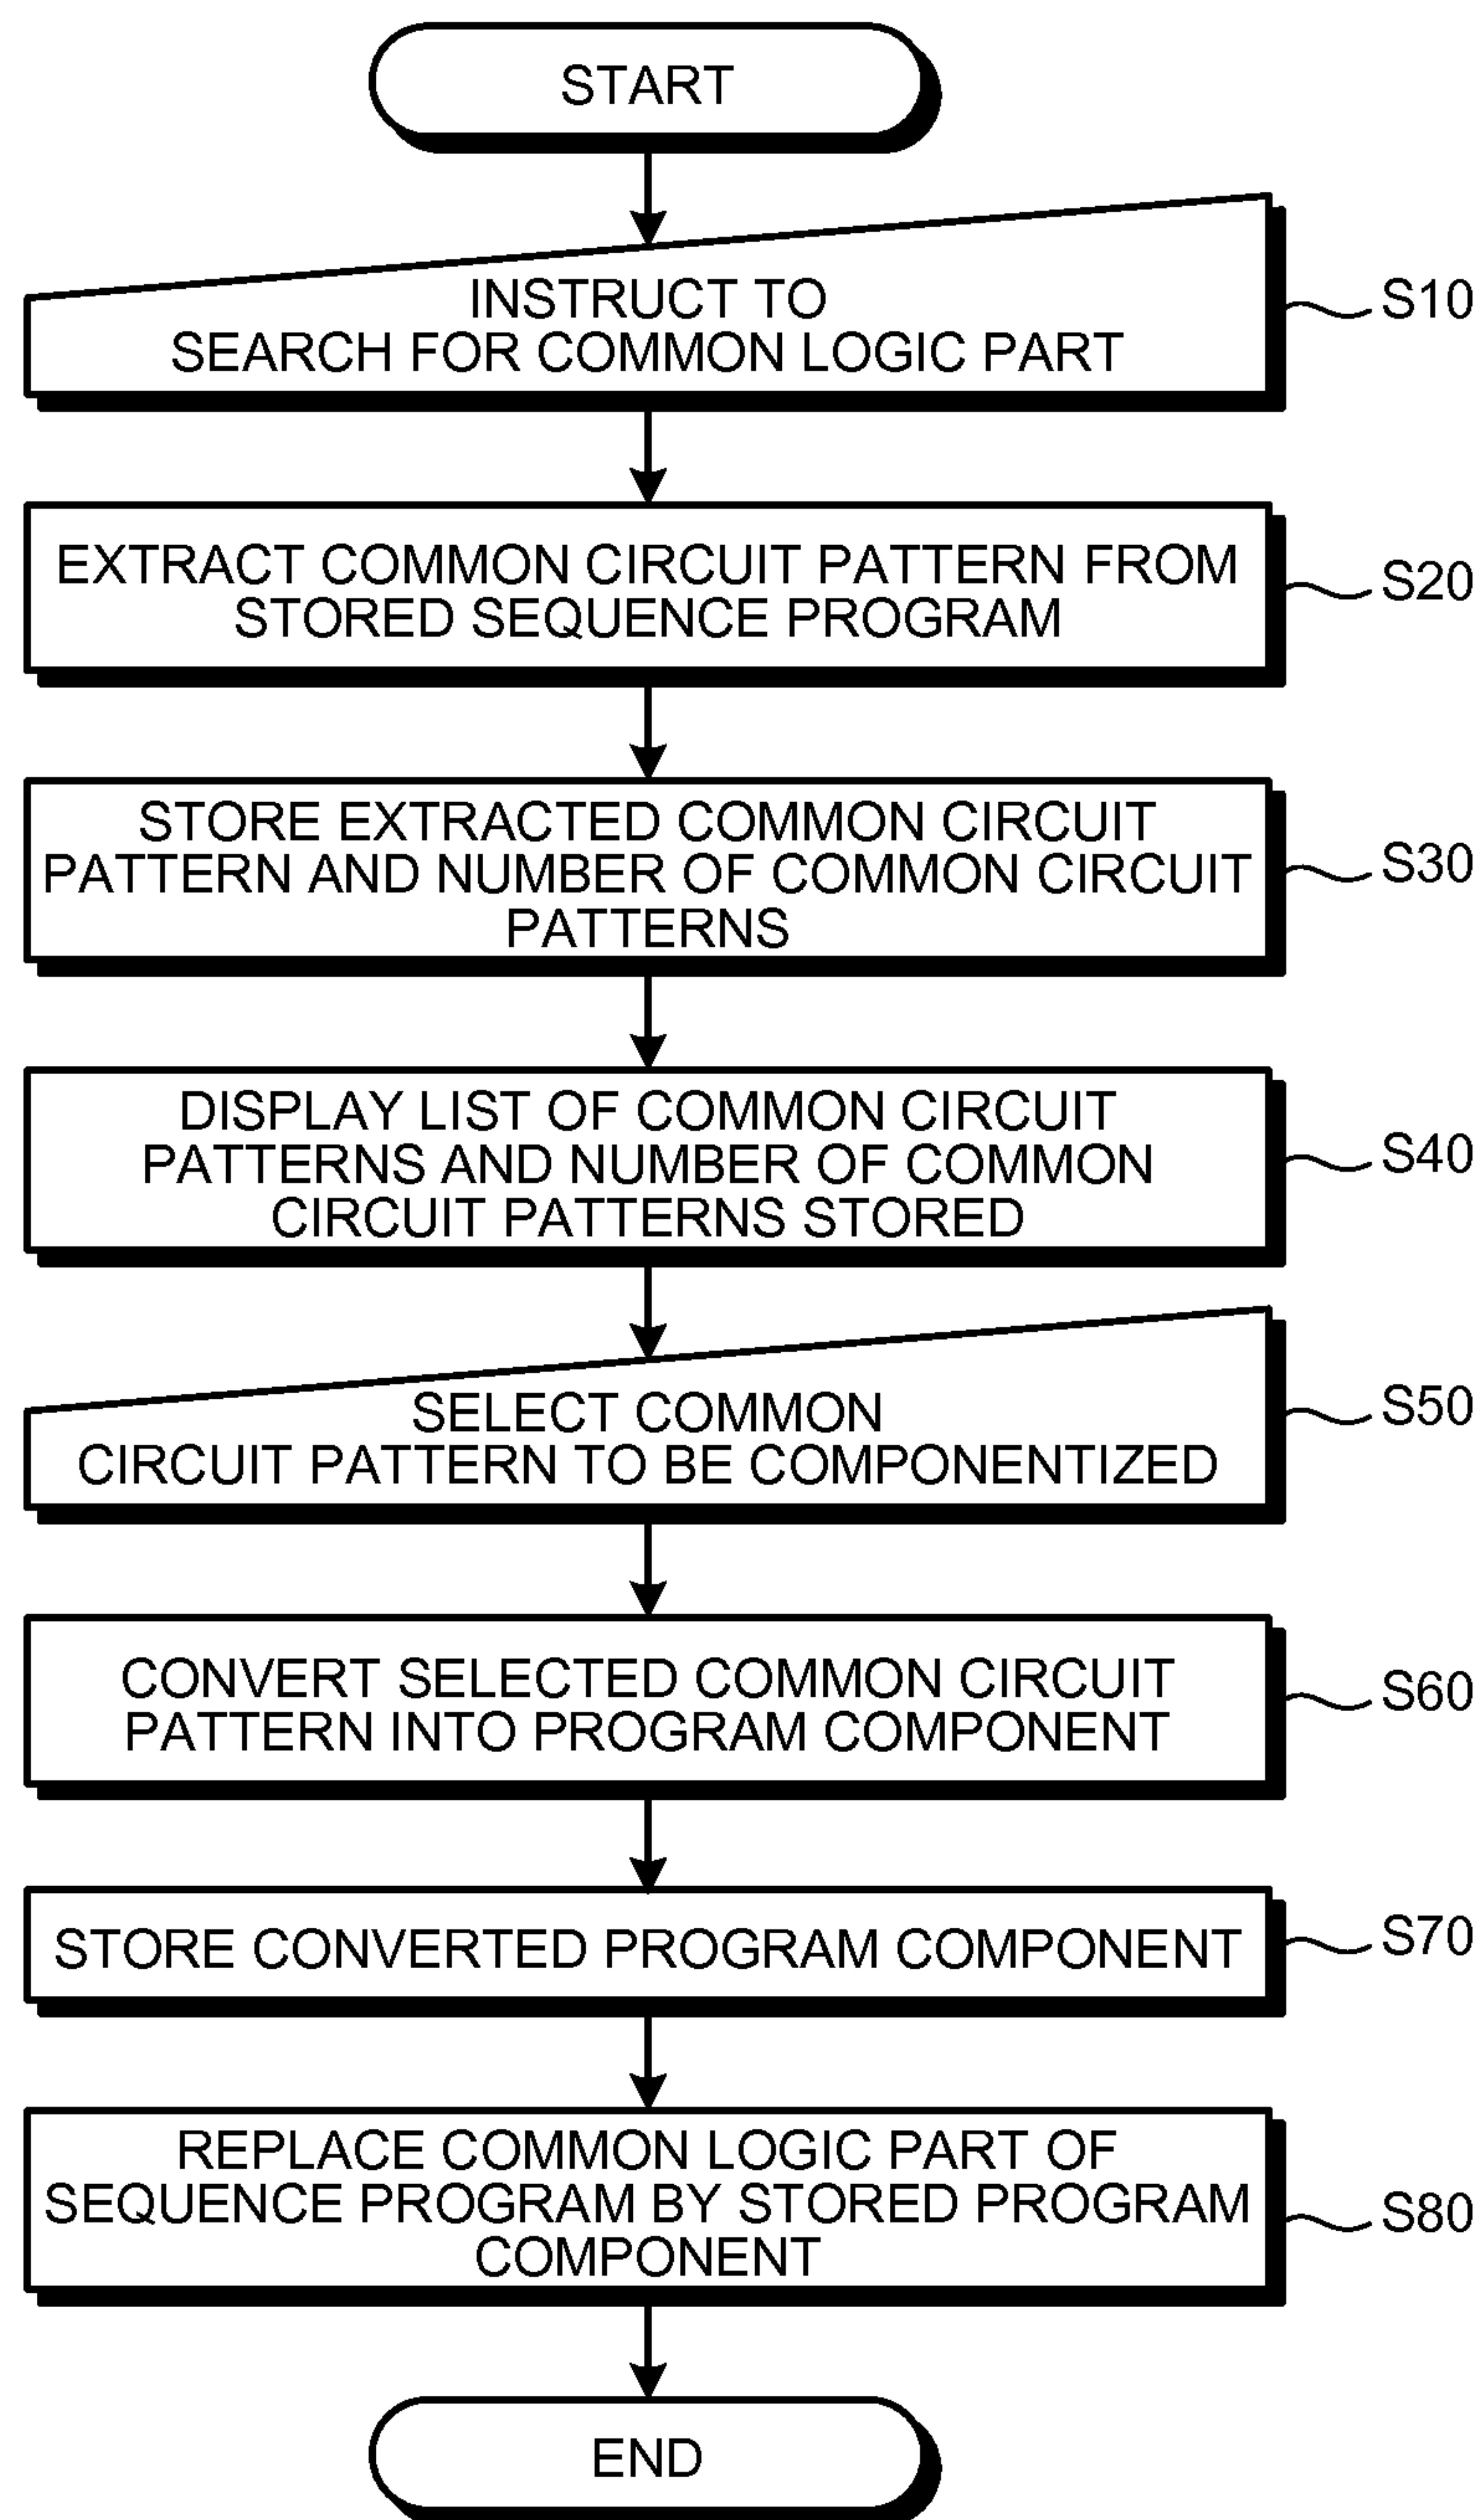 START
INSTRUCT TO
SEARCH FOR COMMON LOGIC PART
S10
EXTRACT COMMON CIRCUIT PATTERN FROM
STORED SEQUENCE PROGRAM
S20
STORE EXTRACTED COMMON CIRCUIT
PATTERN AND NUMBER OF COMMON CIRCUIT
PATTERNS
S30
DISPLAY LIST OF COMMON CIRCUIT
PATTERNS AND NUMBER OF COMMON
CIRCUIT PATTERNS STORED
S40
SELECT COMMON
CIRCUIT PATTERN TO BE COMPONENTIZED
S50
CONVERT SELECTED COMMON CIRCUIT
PATTERN INTO PROGRAM COMPONENT
S60
STORE CONVERTED PROGRAM COMPONENT
S70
REPLACE COMMON LOGIC PART OF
SEQUENCE PROGRAM BY STORED PROGRAM
COMPONENT
S80
END